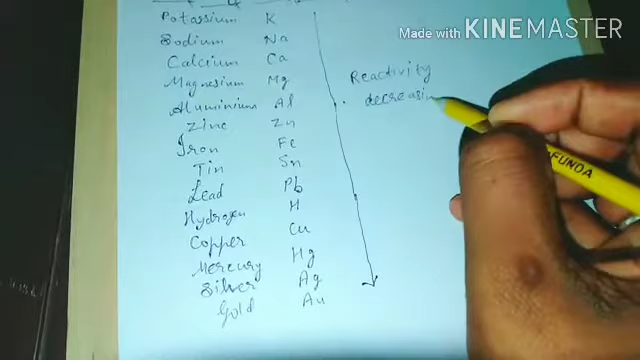 Made with KINEMASTER
Potassium K
Sodium Na
Calcium Ca
Magnesium Mg
Reactivity
Aluminium Al
decreasin
Zinc Zn
Iron Fe
Tin Sn
Lead Pb
Hydrogen H
Copper Cu
Mercury Hg
Silver Ag
Gold Au
FUNDA